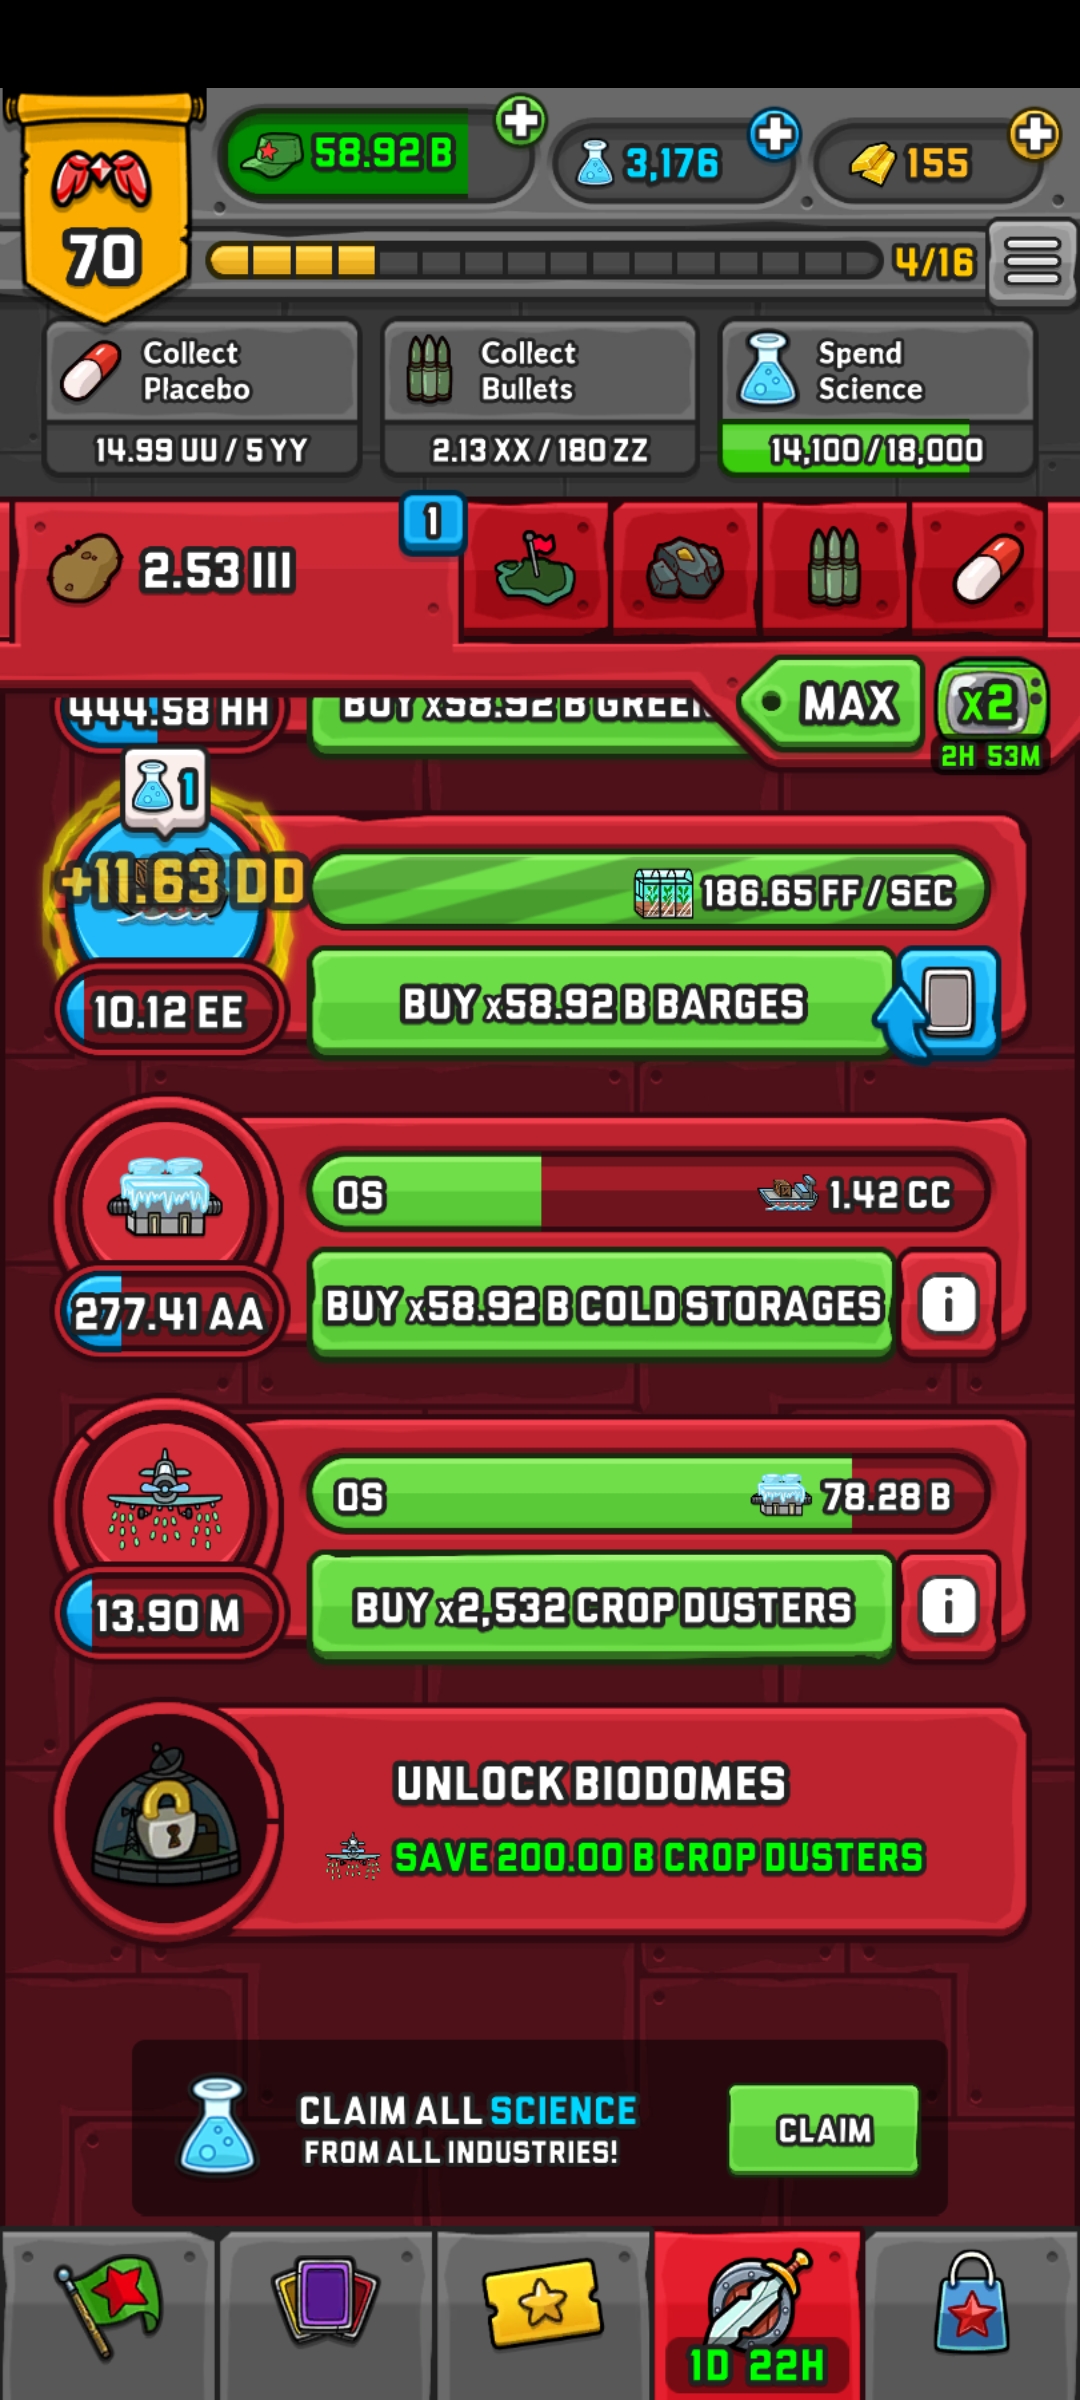 58.92 B
3,176
155
70
4/16
Collect
Placebo
14.99 UU / 5 YY
Collect
Bullets
2.13 XX / 180 ZZ
Spend
Science
14,100 / 18,000
2.53 III
1
MAX
x2
2H 53M
444.58 HH
BUY x58.92 B
1
+11.63 DD
186.65 FF / SEC
10.12 EE
BUY x58.92 B BARGES
0S
1.42 CC
277.41 AA
BUY x58.92 B COLD STORAGES
i
0S
78.28 B
13.90 M
BUY x2,532 CROP DUSTERS
i
UNLOCK BIODOMES
SAVE 200.00 B CROP DUSTERS
CLAIM ALL SCIENCE
FROM ALL INDUSTRIES!
CLAIM
1D 22H